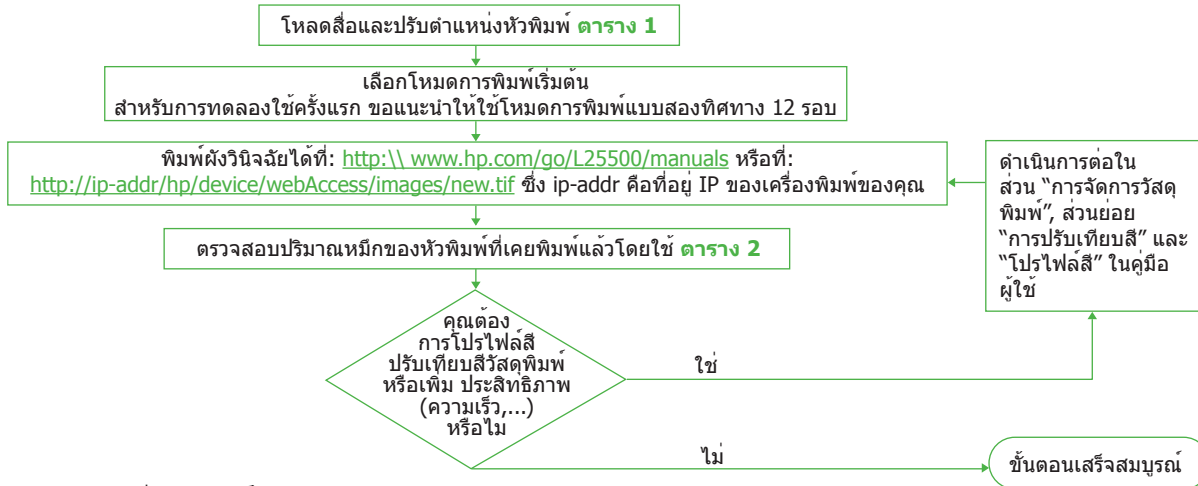 โหลดสื่อและปรับตำแหน่งหัวพิมพ์ ตาราง 1
เลือกโหมดการพิมพ์เริ่มต้น
สำหรับการทดลองใช้ครั้งแรก ขอแนะนำให้ใช้โหมดการพิมพ์แบบสองทิศทาง 12 รอบ
พิมพ์ผังวินิจฉัยได้ที่: http:\\ www.hp.com/go/L25500/manuals หรือที่:
http://ip-addr/hp/device/webAccess/images/new.tif ซึ่ง ip-addr คือที่อยู่ IP ของเครื่องพิมพ์ของคุณ
ดำเนินการต่อใน
ส่วน “การจัดการวัสดุ
พิมพ์”, ส่วนย่อย
“การปรับเทียบสี” และ
“โปรไฟล์สี” ในคู่มือ
ผู้ใช้
ตรวจสอบปริมาณหมึกของหัวพิมพ์ที่เคยพิมพ์แล้วโดยใช้ ตาราง 2
คุณต้อง
การโปรไฟล์สี
ปรับเทียบสีวัสดุพิมพ์
หรือเพิ่ม ประสิทธิภาพ
(ความเร็ว,...)
หรือไม
ใช่
ไม่
ขั้นตอนเสร็จสมบูรณ์